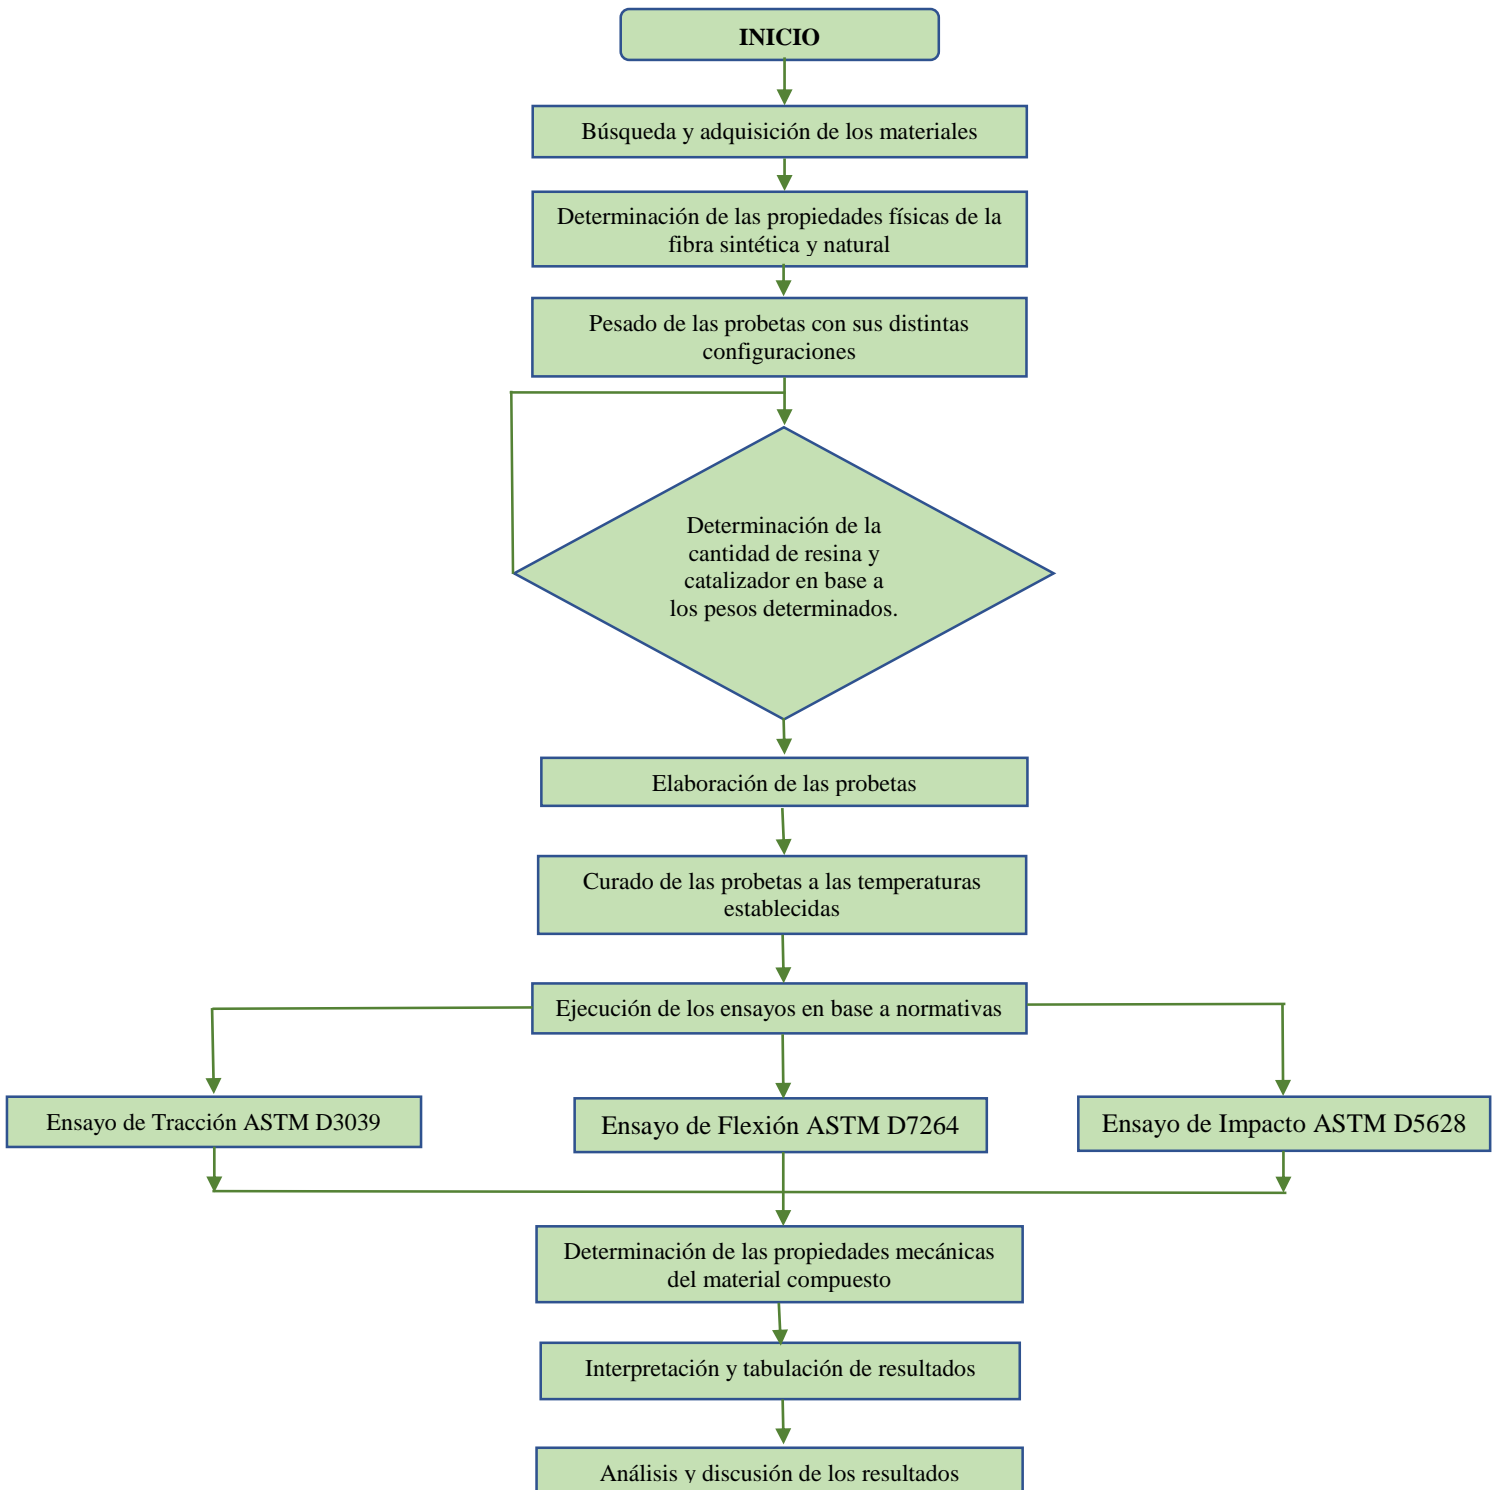 INICIO
Búsqueda y adquisición de los materiales
Determinación de las propiedades físicas de la
fibra sintética y natural
Pesado de las probetas con sus distintas
configuraciones
Determinación de la
cantidad de resina y
catalizador en base a
los pesos determinados.
Elaboración de las probetas
Curado de las probetas a las temperaturas
establecidas
Ejecución de los ensayos en base a normativas
Ensayo de Tracción ASTM D3039
Ensayo de Flexión ASTM D7264
Ensayo de Impacto ASTM D5628
Determinación de las propiedades mecánicas
del material compuesto
Interpretación y tabulación de resultados
Análisis y discusión de los resultados